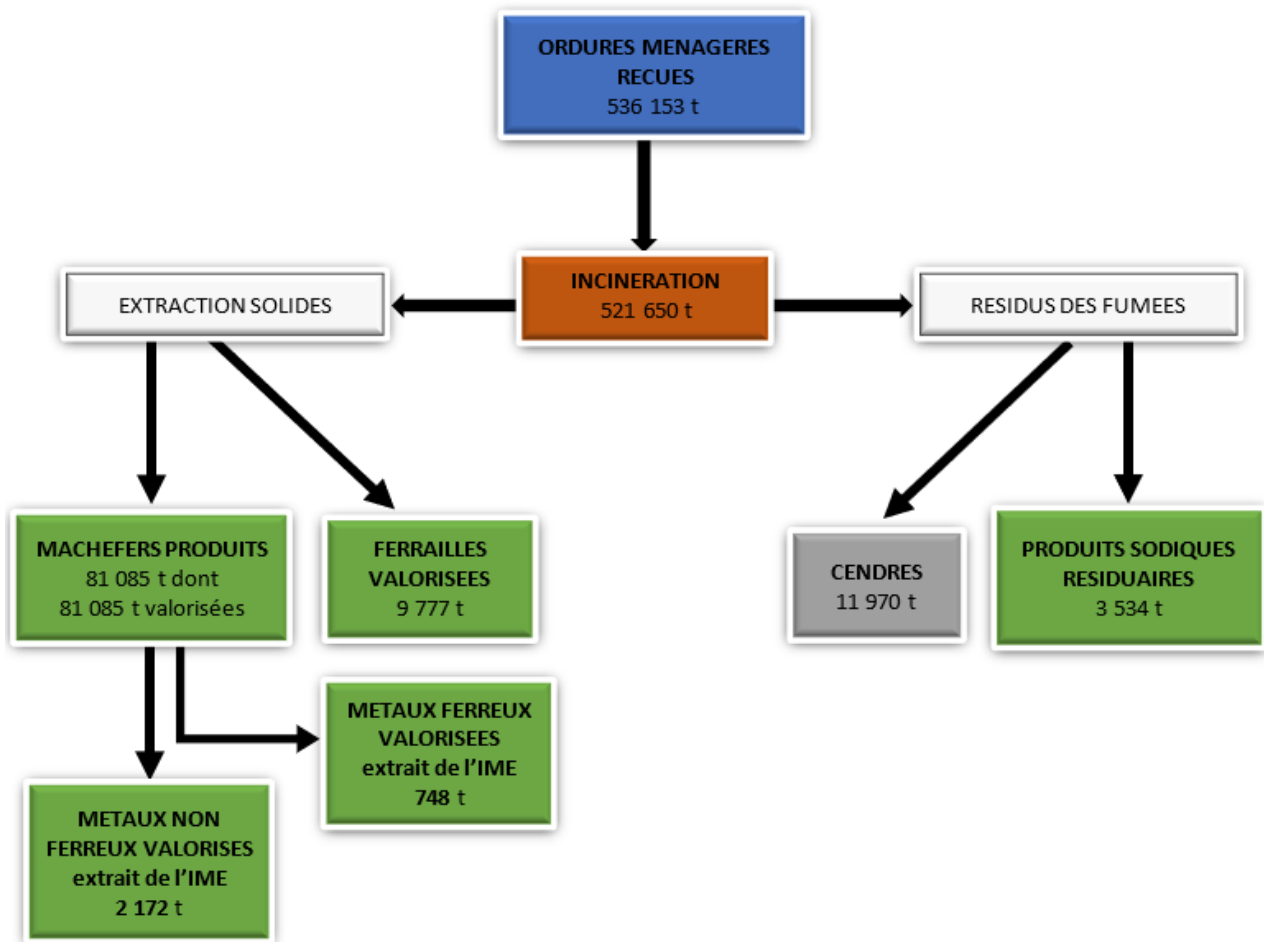 ORDURES MENAGERES
RECUES
536 153 t
INCINERATION
521 650 t
EXTRACTION SOLIDES
RESIDUS DES FUMEES
MACHEFERS PRODUITS
81 085 t dont
81 085 t valorisées
FERRAILLES
VALORISEES
9 777 t
CENDRES
11 970 t
PRODUITS SODIQUES
RESIDUAIRES
3 534 t
METAUX FERREUX
VALORISEES
extrait de l'IME
748 t
METAUX NON
FERREUX VALORISES
extrait de l'IME
2 172 t